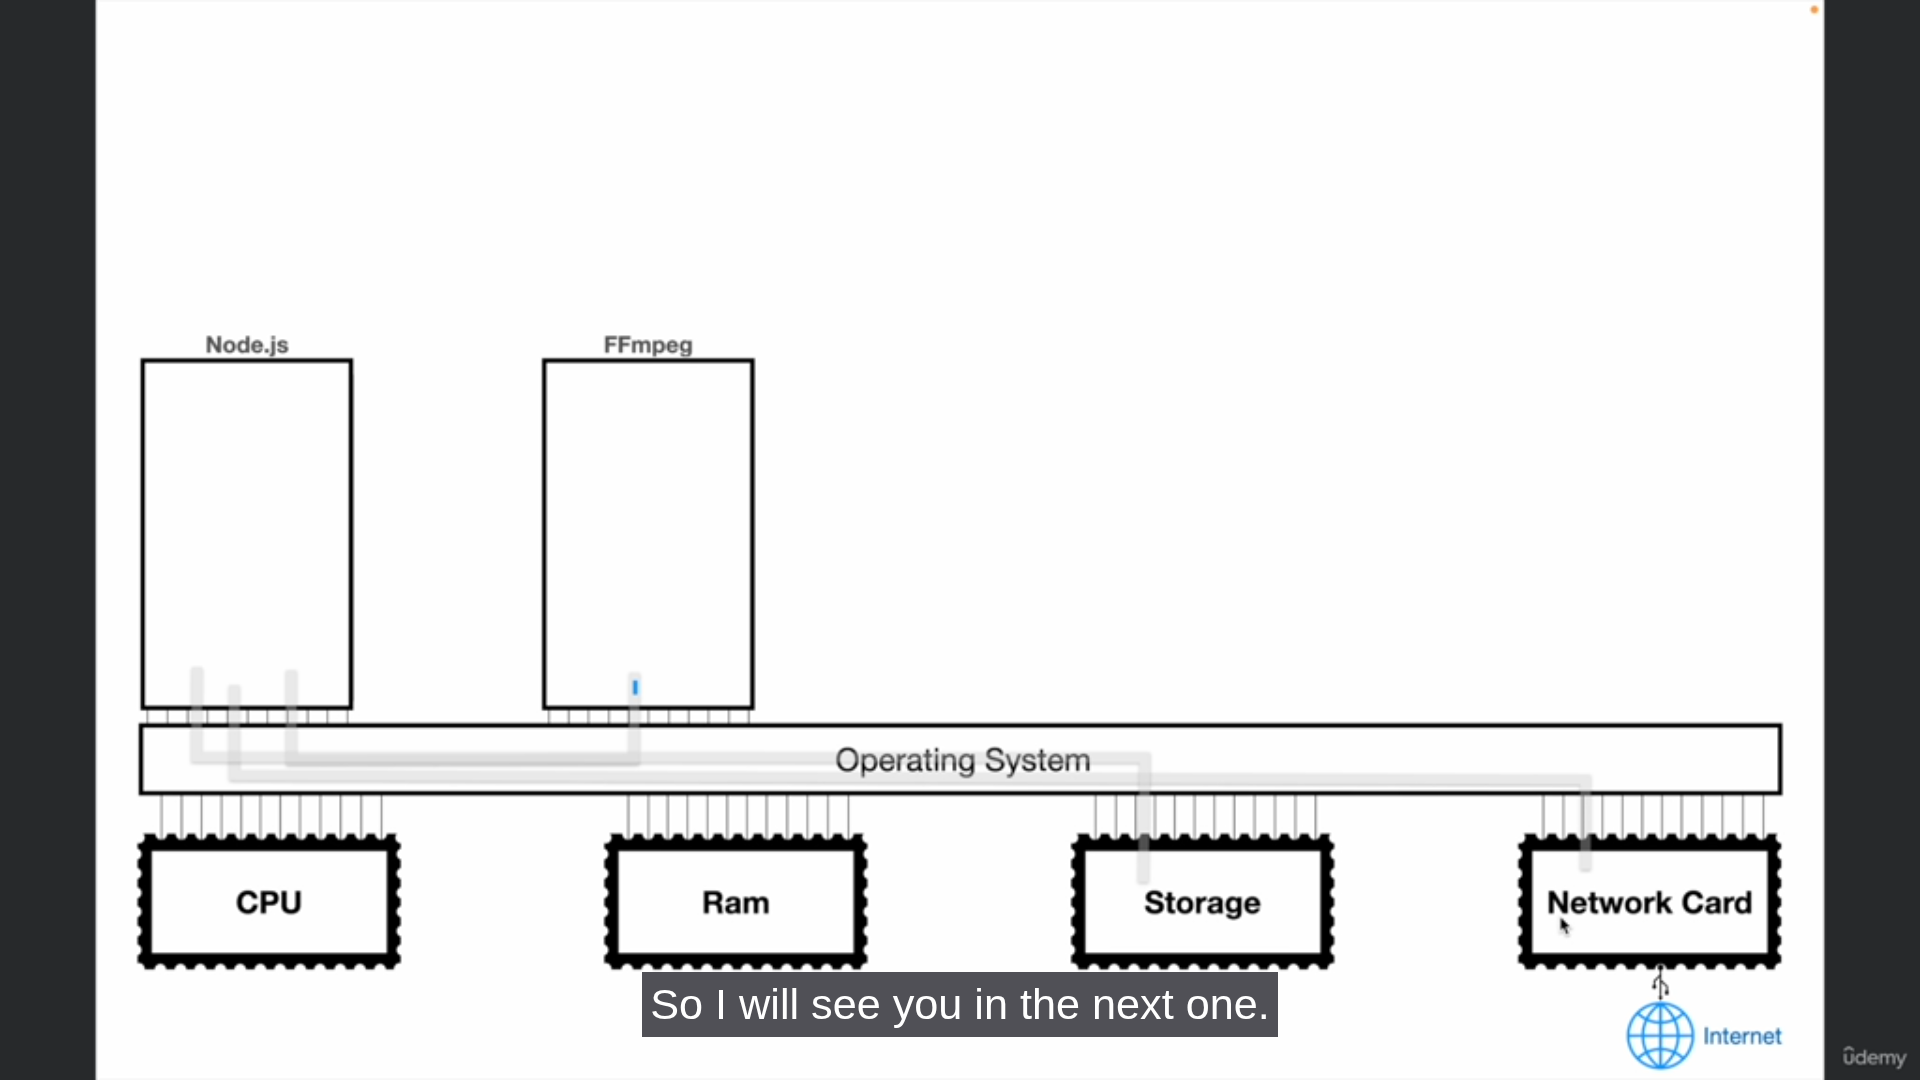 Node.js
FFmpeg
Operating System
CPU
Ram
Storage
Network Card
So I will see you in the next one.
Internet
ûdemy